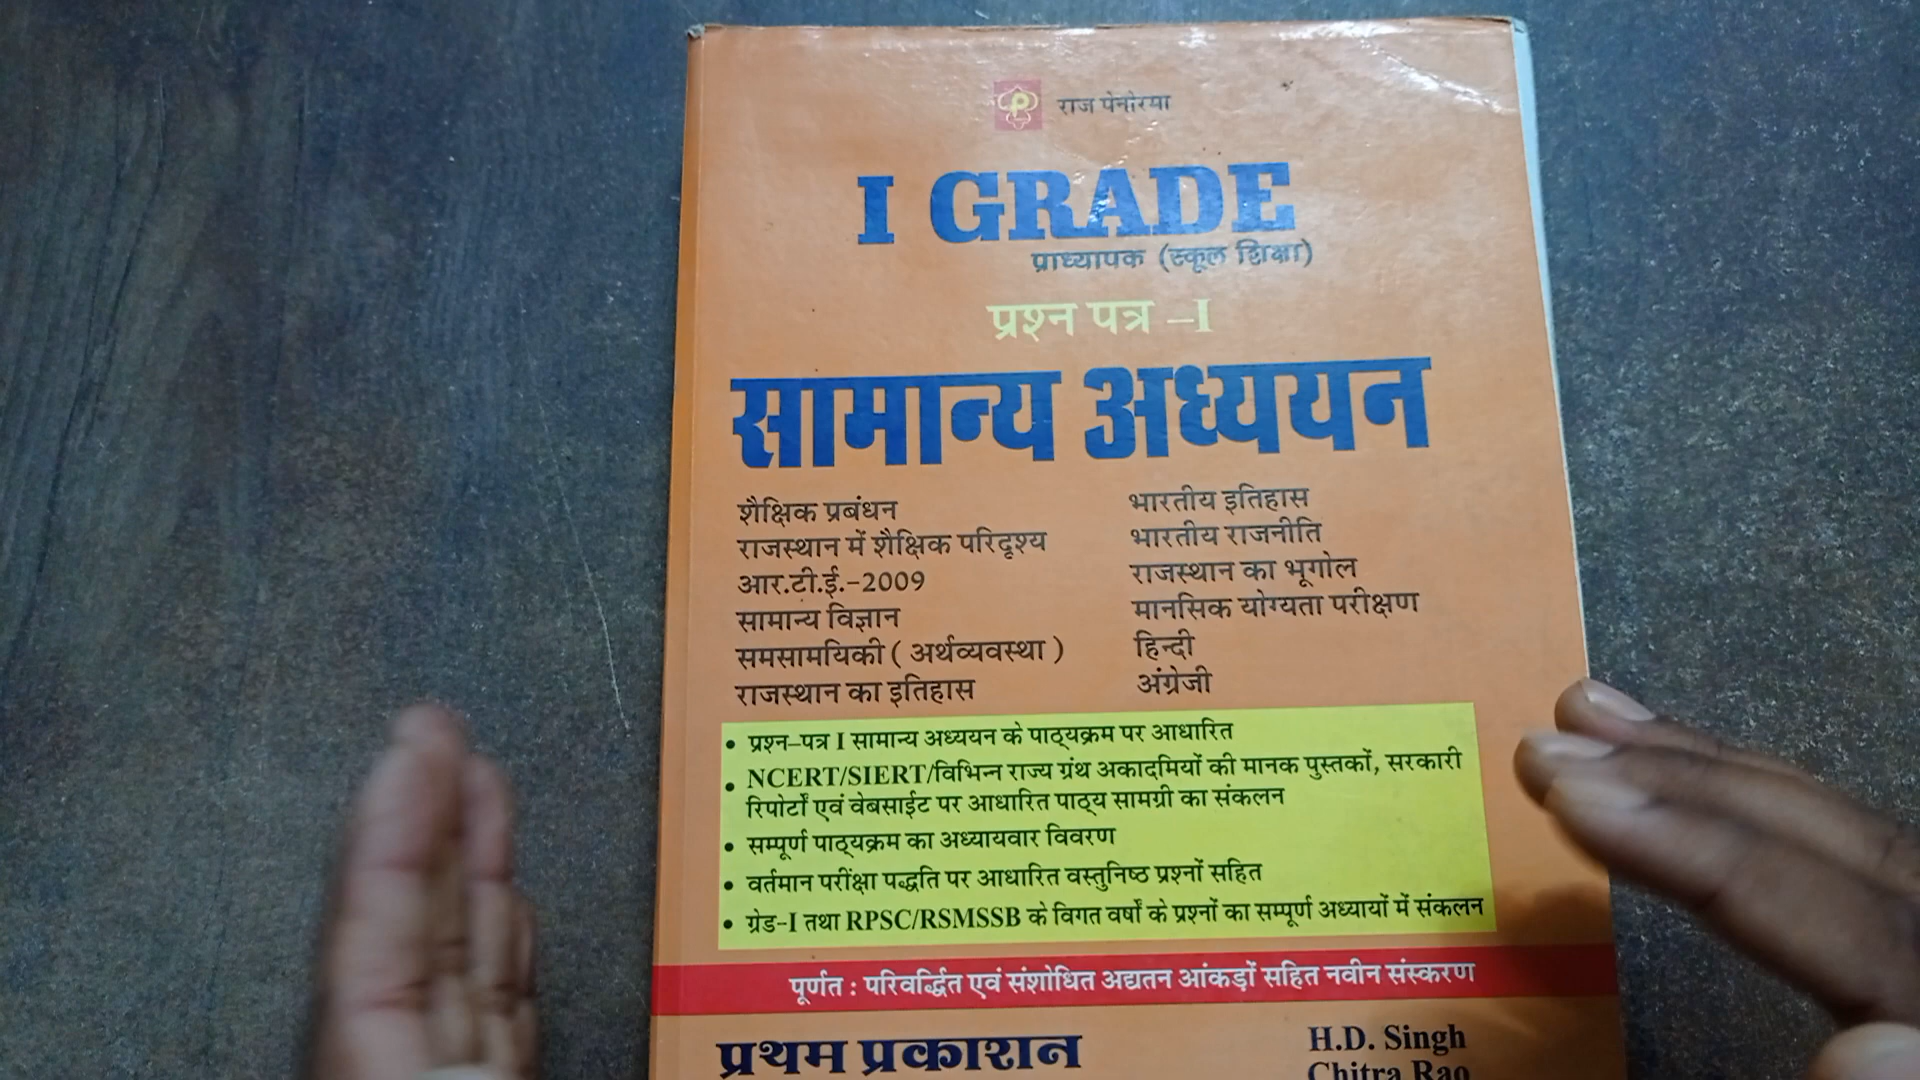 राज पेनोरमा
I GRADE
प्राध्यापक (स्कूल शिक्षा)
प्रश्न पत्र –I
सामान्य अध्ययन
शैक्षिक प्रबंधन
राजस्थान में शैक्षिक परिदृश्य
आर.टी.ई.-2009
सामान्य विज्ञान
समसामयिकी ( अर्थव्यवस्था )
राजस्थान का इतिहास
भारतीय इतिहास
भारतीय राजनीति
राजस्थान का भूगोल
मानसिक योग्यता परीक्षण
हिन्दी
अंग्रेजी
• प्रश्न–पत्र I सामान्य अध्ययन के पाठ्यक्रम पर आधारित
• NCERT/SIERT/विभिन्न राज्य ग्रंथ अकादमियों की मानक पुस्तकों, सरकारी
रिपोर्टों एवं वेबसाईट पर आधारित पाठ्य सामग्री का संकलन
• सम्पूर्ण पाठ्यक्रम का अध्यायवार विवरण
• वर्तमान परींक्षा पद्धति पर आधारित वस्तुनिष्ठ प्रश्नों सहित
• ग्रेड-I तथा RPSC/RSMSSB के विगत वर्षों के प्रश्नों का सम्पूर्ण अध्यायों में संकलन
पूर्णत : परिवर्द्धित एवं संशोधित अद्यतन आंकड़ों सहित नवीन संस्करण
प्रथम प्रकाशन
H.D. Singh
Chitra Rao